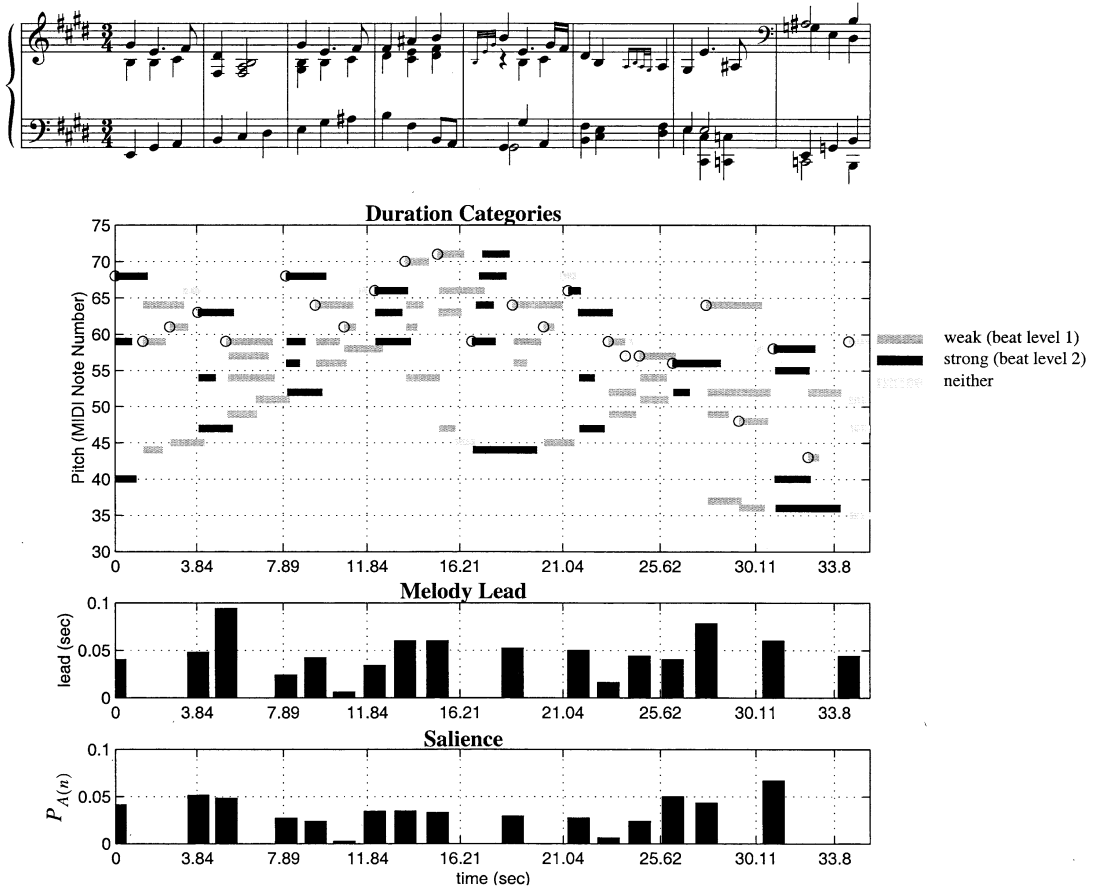 3
4
3
4
Duration Categories
75
70
65
60
55
50
45
40
35
30
Pitch (MIDI Note Number)
0 3.84 7.89 11.84 16.21 21.04 25.62 30.11 33.8
weak (beat level 1)
strong (beat level 2)
neither
Melody Lead
0.1
0.05
0
lead (sec)
0 3.84 7.89 11.84 16.21 21.04 25.62 30.11 33.8
Salience
0.1
0.05
0
P A(n)
0 3.84 7.89 11.84 16.21 21.04 25.62 30.11 33.8
time (sec)